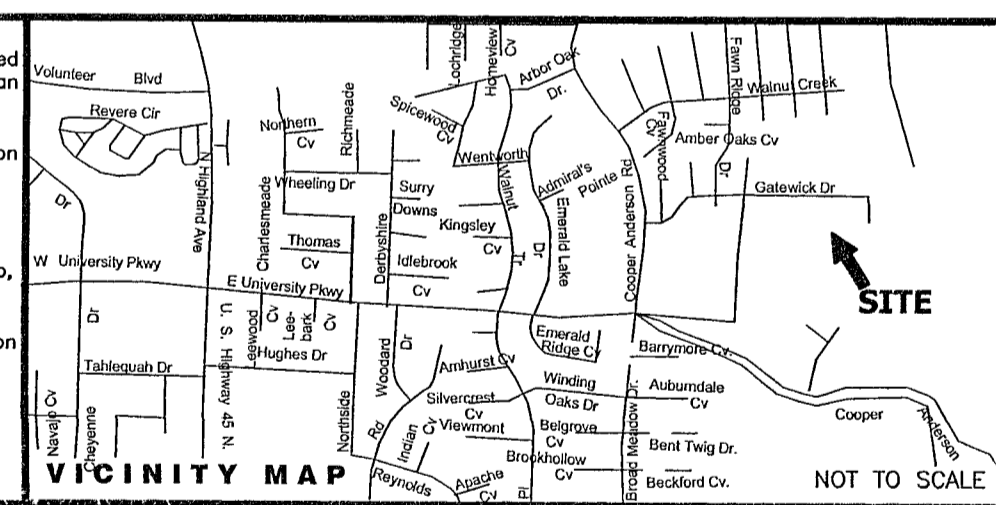 ed
an
on
o,
on
Volunteer Blvd
Revere Cir
Dr
N Highland Ave
W University Pkwy
Dr
Tahlequah Dr
Navajo Cv
Cheyenne
U. S. Highway 45 N.
E University Pkwy
Northern
Cv
Richmeade
Wheeling Dr
Charlesmeade
Thomas
Cv
Derbyshire
Surry
Downs
Kingsley
Cv
Idlebrook
Cv
Cv
Lee-
bark
Cv
Hughes Dr
Northside
Woodard
Dr
Rd
Indian
Cv
Reynolds
Apache
Cv
Spicewood
Cv
Lochridge
Homeview
Cv
Arbor Oak
Dr.
Wentworth
Walnut
Tr
Admiral's
Pointe
Emerald Lake
Dr
Cooper Anderson Rd
Fawn Ridge
Dr
Walnut Creek
Fawnwood
Cv
Amber Oaks Cv
Gatewick Dr
SITE
Emerald
Ridge Cv
Barrymore Cv.
Amhurst Cv
Winding
Oaks Dr
Silvercrest
Cv
Viewmont
Belgrove
Cv
Brookhollow
Cv
Pl
Broad Meadow Dr.
Auburndale
Cv
Bent Twig Dr.
Beckford Cv.
Cooper
Anderson
VICINITY MAP
NOT TO SCALE